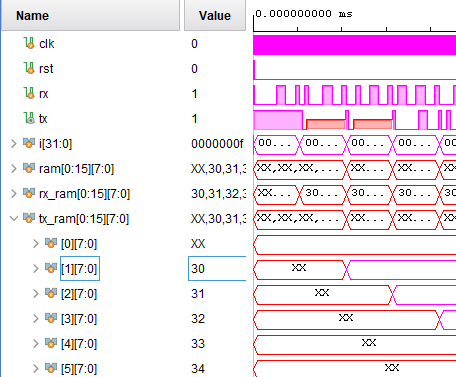 Name Value 0.000000000 ms
clk 0
rst 0
rx 1
tx 1
i[31:0] 0000000f 00... 00... 00... 00...
ram[0:15][7:0] XX,30,31,3 XX,XX,XX,... XX... XX... XX...
rx_ram[0:15][7:0] 30,31,32,3 XX... 30... 30... 30... 30...
tx_ram[0:15][7:0] XX,30,31,3 XX,XX,XX,... XX... XX... XX...
[0][7:0] XX
[1][7:0] 30 XX
[2][7:0] 31 XX
[3][7:0] 32 XX
[4][7:0] 33 XX
[5][7:0] 34 XX